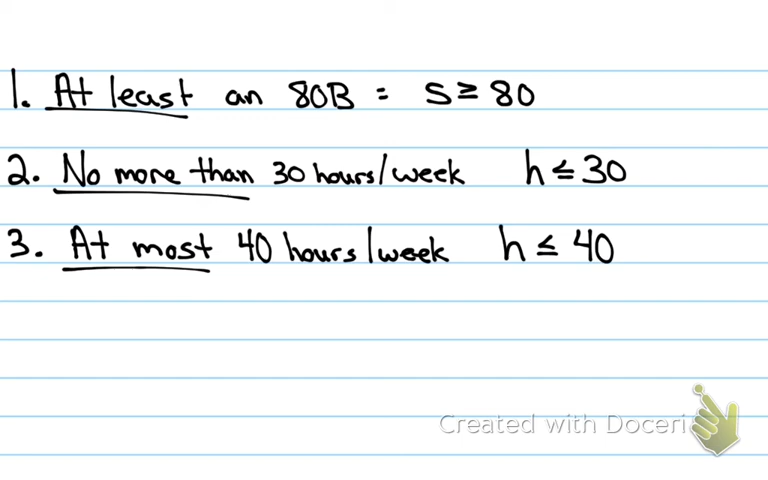 1. At least an 80B = S ≥ 80
2. No more than 30 hours/week h ≤ 30
3. At most 40 hours/week h ≤ 40
Created with Doceri